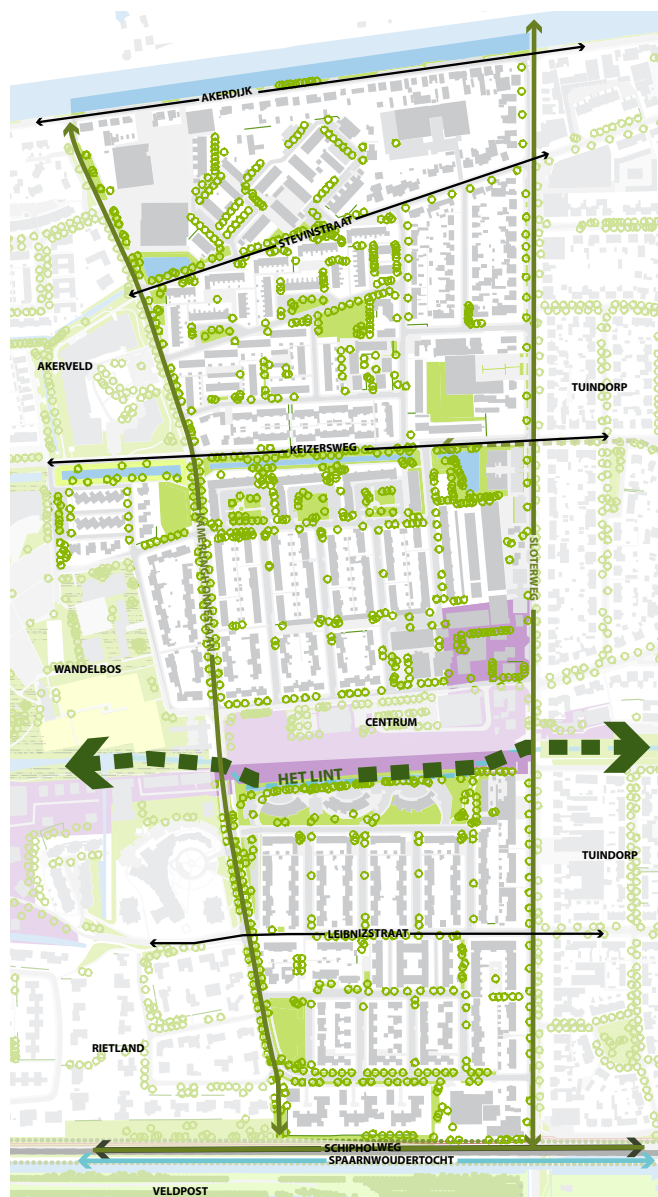 AKERDIJK
STEVINSTRAAT
AKERVELD
TUINDORP
KEIZERSWEG
SLOTERWEG
WANDELBOS
CENTRUM
HET LINT
TUINDORP
LEIBNIZSTRAAT
RIETLAND
SCHIPHOLWEG
SPAARNWOUDERTOCHT
VELDPOST